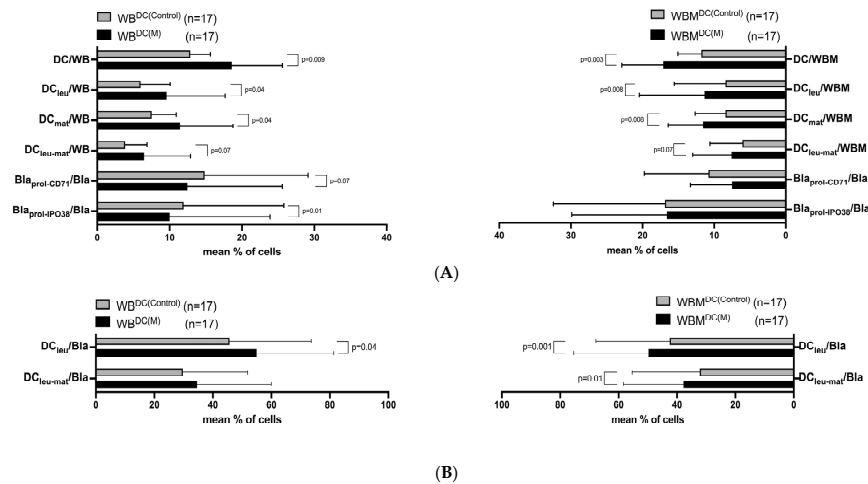 WB^DC(Control) (n=17)
WB^DC(M) (n=17)
DC/WB
DC_leu/WB
DC_mat/WB
DC_leu-mat/WB
Bla_prol-CD71/Bla
Bla_prol-IPO38/Bla
p=0.009
p=0.04
p=0.04
p=0.07
p=0.07
p=0.01
0 10 20 30 40
mean % of cells
WBM^DC(Control) (n=17)
WBM^DC(M) (n=17)
p=0.003
p=0.008
p=0.008
p=0.07
DC/WBM
DC_leu/WBM
DC_mat/WBM
DC_leu-mat/WBM
Bla_prol-CD71/Bla
Bla_prol-IPO38/Bla
40 30 20 10 0
mean % of cells
(A)
WB^DC(Control) (n=17)
WB^DC(M) (n=17)
DC_leu/Bla
DC_leu-mat/Bla
p=0.04
0 20 40 60 80 100
mean % of cells
WBM^DC(Control) (n=17)
WBM^DC(M) (n=17)
p=0.001
p=0.01
DC_leu/Bla
DC_leu-mat/Bla
100 80 60 40 20 0
mean % of cells
(B)